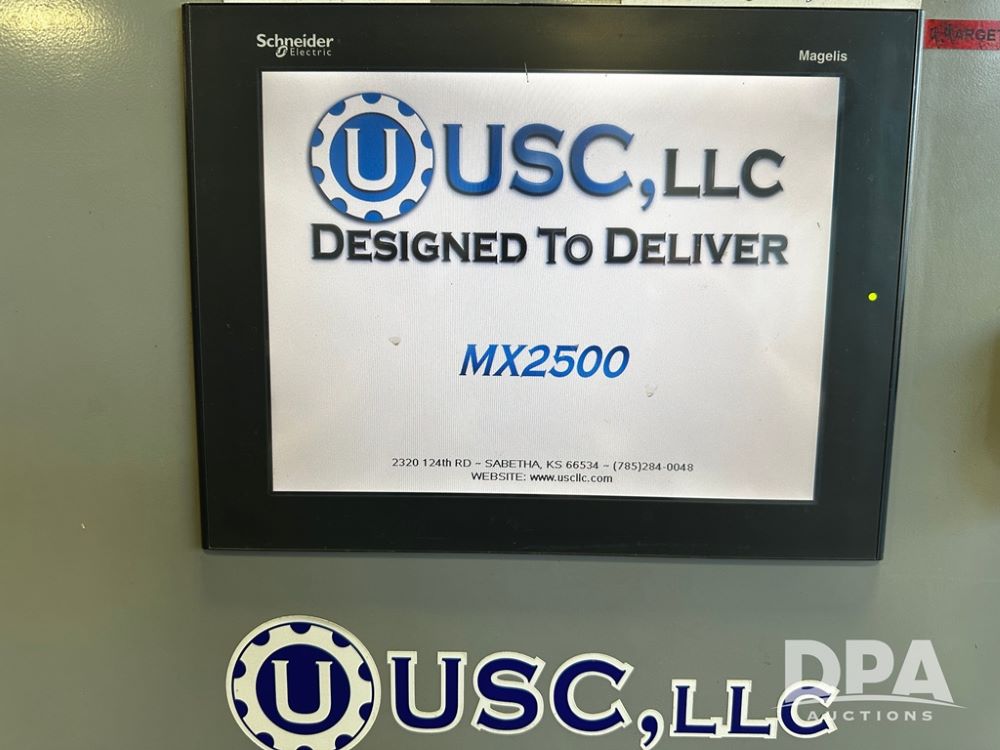 Schneider
Electric
Magelis
U USC, LLC
DESIGNED TO DELIVER
MX2500
2320 124th RD ~ SABETHA, KS 66534 ~ (785)284-0048
WEBSITE: www.uscllc.com
U USC, LLC
DPA
AUCTIONS